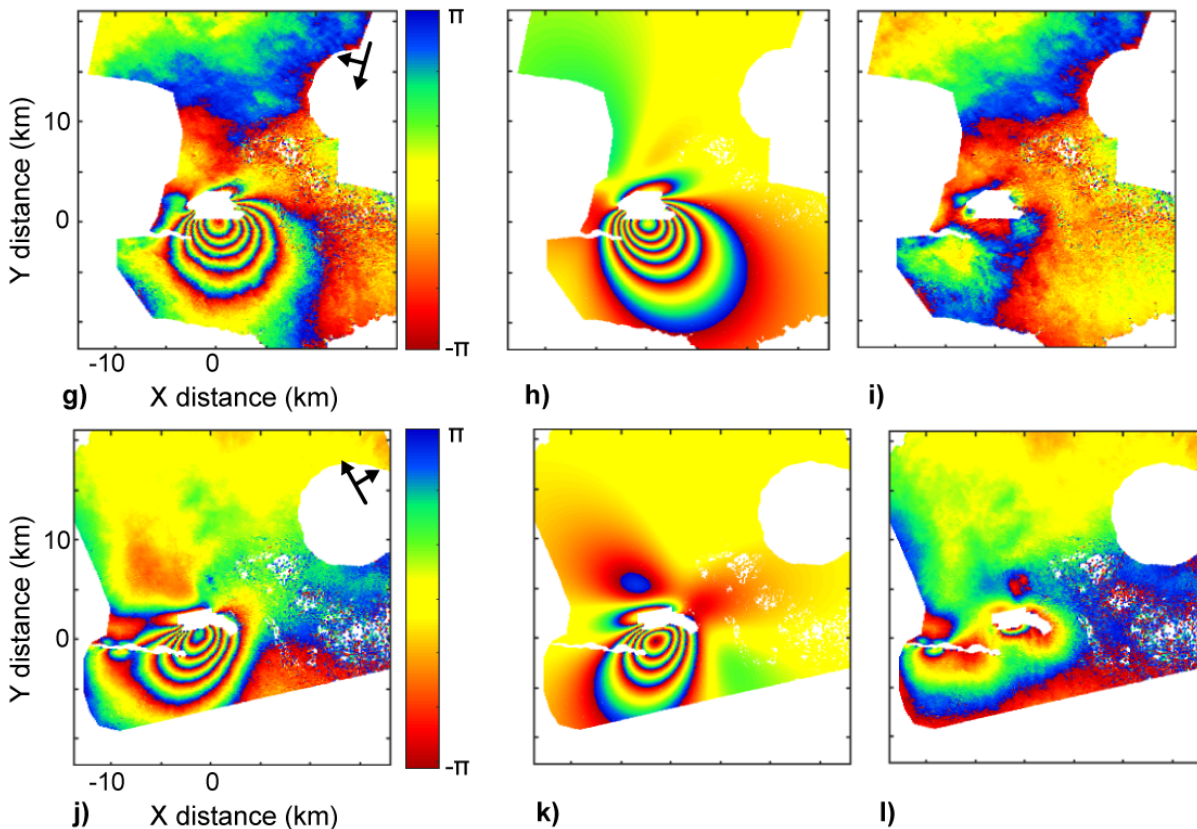 π
10
0
-π
Y distance (km)
-10 0
g) X distance (km) h) i)
π
10
0
-π
Y distance (km)
-10 0
j) X distance (km) k) l)